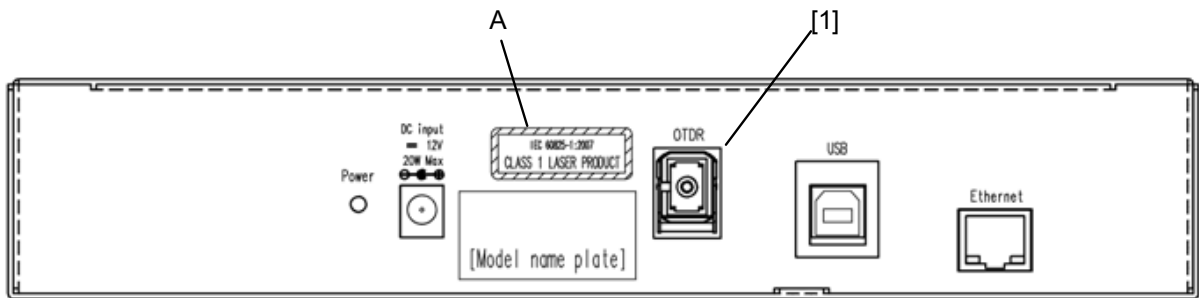 A
[1]
DC input
12V
20W Max
Power
IEC 60825-1:2007
CLASS 1 LASER PRODUCT
OTDR
USB
Ethernet
[Model name plate]